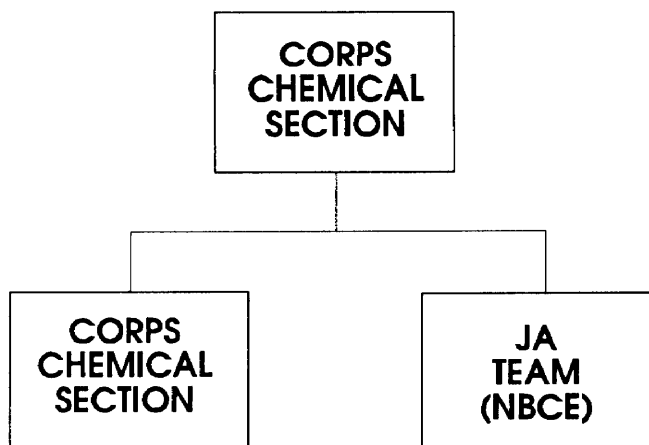 CORPS
CHEMICAL
SECTION
CORPS
CHEMICAL
SECTION
JA
TEAM
(NBCE)